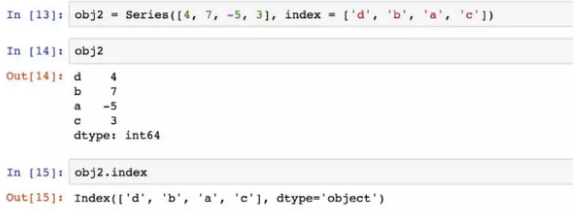 In [13]: obj2 = Series([4, 7, -5, 3], index = ['d', 'b', 'a', 'c'])
In [14]: obj2
Out[14]: d 4
b 7
a -5
c 3
dtype: int64
In [15]: obj2.index
Out[15]: Index(['d', 'b', 'a', 'c'], dtype='object')